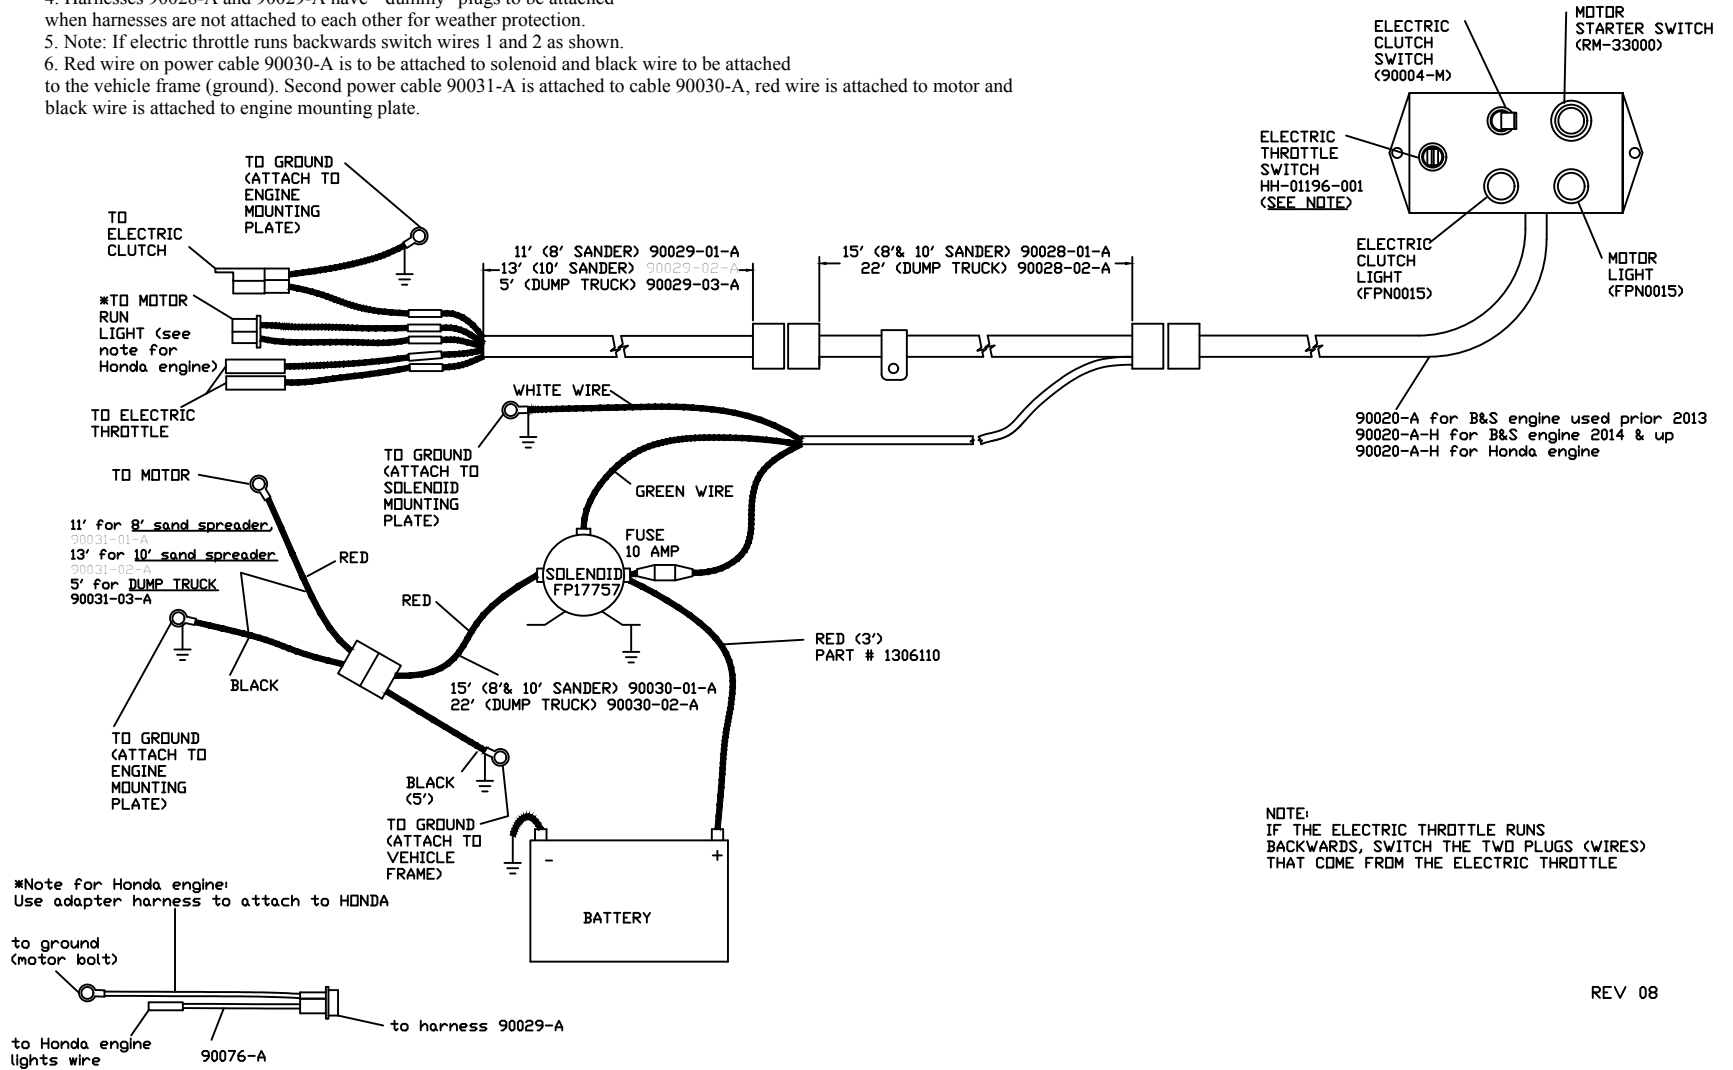 4. Harnesses 90028-A and 90029-A have "dummy" plugs to be attached
when harnesses are not attached to each other for weather protection.
5. Note: If electric throttle runs backwards switch wires 1 and 2 as shown.
6. Red wire on power cable 90030-A is to be attached to solenoid and black wire to be attached
to the vehicle frame (ground). Second power cable 90031-A is attached to cable 90030-A, red wire is attached to motor and
black wire is attached to engine mounting plate.
ELECTRIC
CLUTCH
SWITCH
(90004-M)
MOTOR
STARTER SWITCH
(RM-33000)
ELECTRIC
THROTTLE
SWITCH
HH-01196-001
(SEE NOTE)
ELECTRIC
CLUTCH
LIGHT
(FPN0015)
MOTOR
LIGHT
(FPN0015)
TO GROUND
(ATTACH TO
ENGINE
MOUNTING
PLATE)
TO
ELECTRIC
CLUTCH
*TO MOTOR
RUN
LIGHT (see
note for
Honda engine)
TO ELECTRIC
THROTTLE
11' (8' SANDER) 90029-01-A
13' (10' SANDER) 90029-02-A
5' (DUMP TRUCK) 90029-03-A
15' (8'& 10' SANDER) 90028-01-A
22' (DUMP TRUCK) 90028-02-A
90020-A for B&S engine used prior 2013
90020-A-H for B&S engine 2014 & up
90020-A-H for Honda engine
WHITE WIRE
TO GROUND
(ATTACH TO
SOLENOID
MOUNTING
PLATE)
GREEN WIRE
FUSE
10 AMP
SOLENOID
FP17757
TO MOTOR
11' for 8' sand spreader
90031-01-A
13' for 10' sand spreader
90031-02-A
5' for DUMP TRUCK
90031-03-A
RED
RED
BLACK
RED (3')
PART # 1306110
15' (8'& 10' SANDER) 90030-01-A
22' (DUMP TRUCK) 90030-02-A
TO GROUND
(ATTACH TO
ENGINE
MOUNTING
PLATE)
BLACK
(5')
TO GROUND
(ATTACH TO
VEHICLE
FRAME)
- +
BATTERY
NOTE:
IF THE ELECTRIC THROTTLE RUNS
BACKWARDS, SWITCH THE TWO PLUGS (WIRES)
THAT COME FROM THE ELECTRIC THROTTLE
*Note for Honda engine:
Use adapter harness to attach to HONDA
to ground
(motor bolt)
to harness 90029-A
to Honda engine
lights wire
90076-A
REV 08